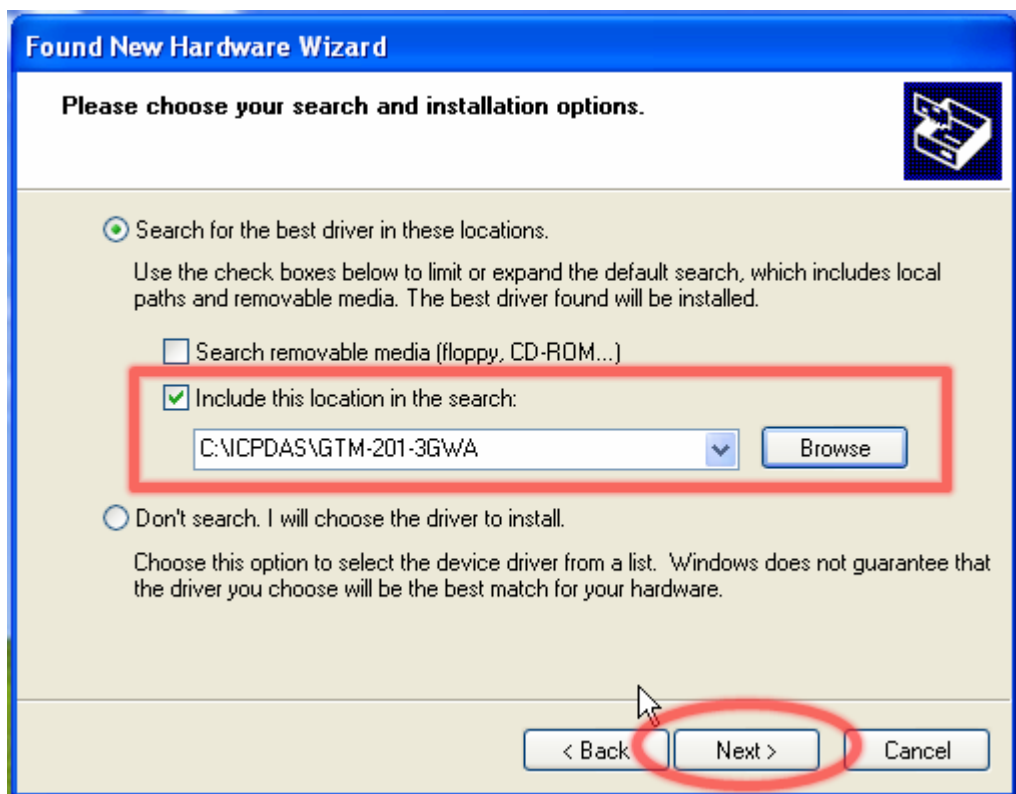 Found New Hardware Wizard
Please choose your search and installation options.
Search for the best driver in these locations.
Use the check boxes below to limit or expand the default search, which includes local
paths and removable media. The best driver found will be installed.
Search removable media (floppy, CD-ROM...)
Include this location in the search:
C:\ICPDAS\GTM-201-3GWA
Browse
Don't search. I will choose the driver to install.
Choose this option to select the device driver from a list.  Windows does not guarantee that
the driver you choose will be the best match for your hardware.
< Back Next > Cancel